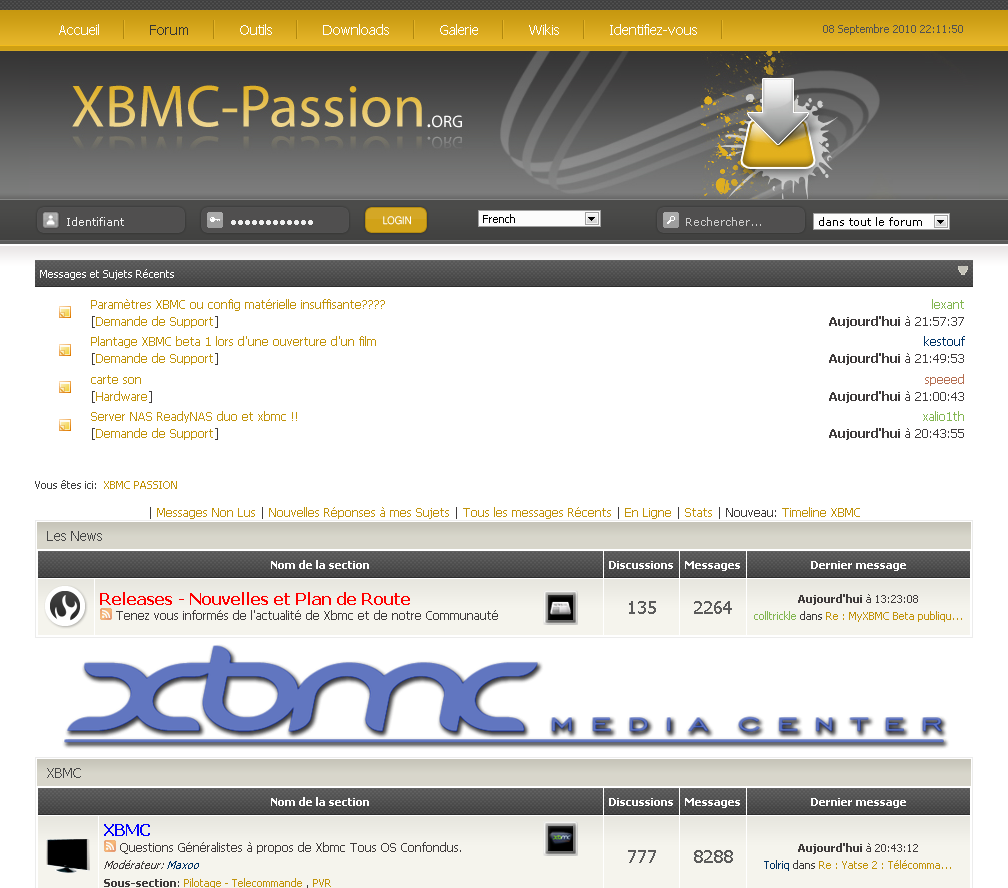 Accueil Forum Outils Downloads Galerie Wikis Identifiez-vous 08 Septembre 2010 22:11:50
XBMC-Passion.ORG
Identifiant •••••••••••• LOGIN French Rechercher... dans tout le forum
Messages et Sujets Récents
Paramètres XBMC ou config matérielle insuffisante???? lexant
[Demande de Support] Aujourd'hui à 21:57:37
Plantage XBMC beta 1 lors d'une ouverture d'un film kestouf
[Demande de Support] Aujourd'hui à 21:49:53
carte son speeed
[Hardware] Aujourd'hui à 21:00:43
Server NAS ReadyNAS duo et xbmc !! xalio1th
[Demande de Support] Aujourd'hui à 20:43:55
Vous êtes ici: XBMC PASSION
| Messages Non Lus | Nouvelles Réponses à mes Sujets | Tous les messages Récents | En Ligne | Stats | Nouveau: Timeline XBMC
Les News
Nom de la section Discussions Messages Dernier message
Releases - Nouvelles et Plan de Route
Tenez vous informés de l'actualité de Xbmc et de notre Communauté
135 2264
Aujourd'hui à 13:23:08
colltrickle dans Re : MyXBMC Beta publiqu...
xbmc MEDIA CENTER
XBMC
Nom de la section Discussions Messages Dernier message
XBMC
Questions Généralistes à propos de Xbmc Tous OS Confondus.
Modérateur: Maxoo
Sous-section: Pilotage - Telecommande , PVR
777 8288
Aujourd'hui à 20:43:12
Tolriq dans Re : Yatse 2 : Télécomma...